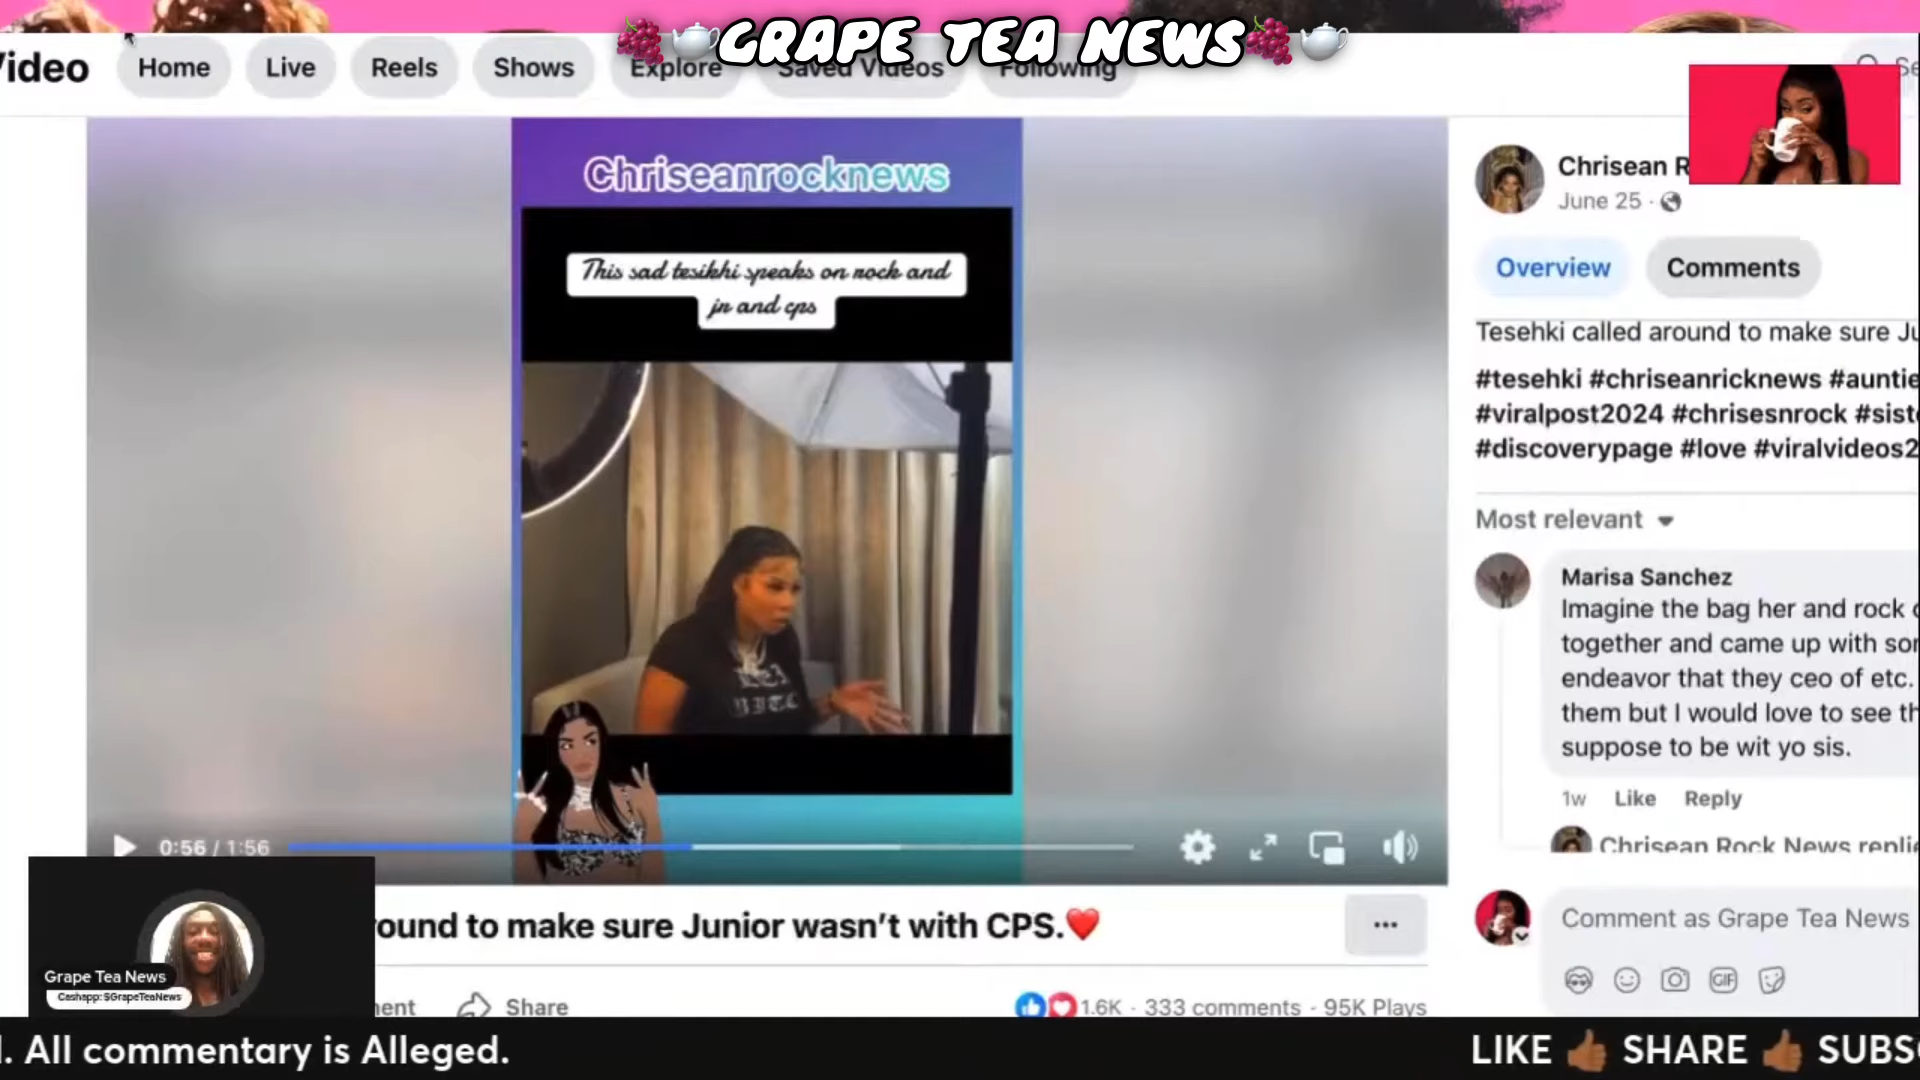 GRAPE TEA NEWS
Video
Home
Live
Reels
Shows
Explore
Saved Videos
Following
Se
Chriseanrocknews
This sad tesikhi speaks on rock and
jr and cps
0:56 / 1:56
Chrisean R
June 25
Overview
Comments
Tesehki called around to make sure Ju
#tesehki #chriseanricknews #auntie
#viralpost2024 #chrisesnrock #siste
#discoverypage #love #viralvideos2
Most relevant
Marisa Sanchez
Imagine the bag her and rock
together and came up with
endeavor that they ceo of etc.
them but I would love to see
suppose to be wit yo sis.
1w Like Reply
Chrisean Rock News
Comment as Grape Tea News
GIF
ound to make sure Junior wasn't with CPS.❤️
Grape Tea News
Cashapp: $GrapeTeaNews
ment
Share
1.6K · 333 comments · 95K Plays
. All commentary is Alleged.
LIKE 👍🏾 SHARE 👍🏾 SUBS